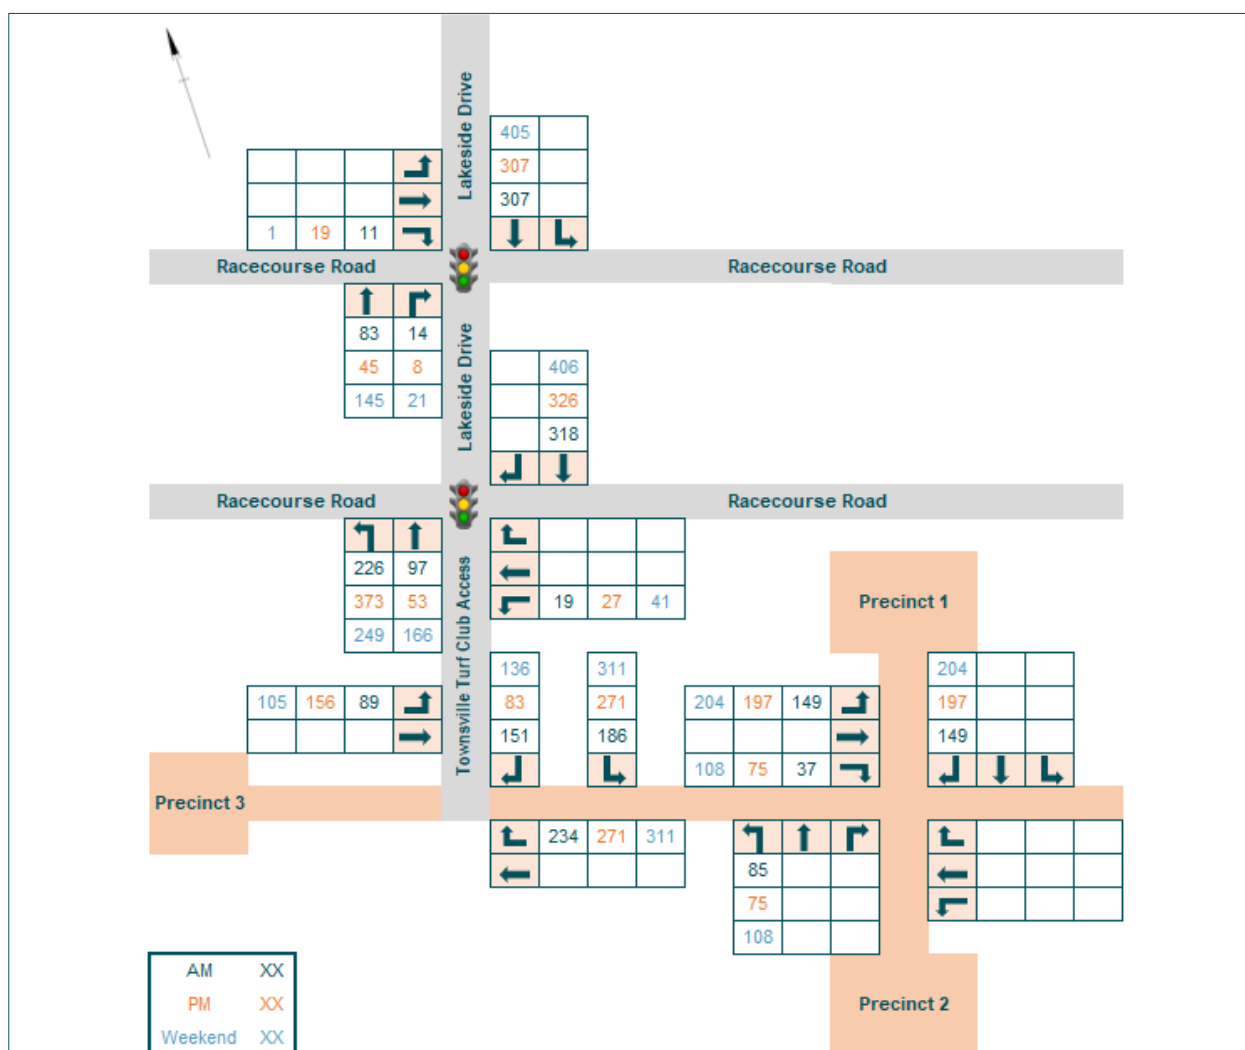 Lakeside Drive
405
307
307
1 19 11
Racecourse Road
Racecourse Road
83 14
45 8
145 21
Lakeside Drive
406
326
318
Racecourse Road
Racecourse Road
226 97
373 53
249 166
Townsville Turf Club Access
19 27 41
Precinct 1
136 311
83 271
151 186
105 156 89
204 197 149
108 75 37
204
197
149
Precinct 3
234 271 311
85
75
108
Precinct 2
AM XX
PM XX
Weekend XX